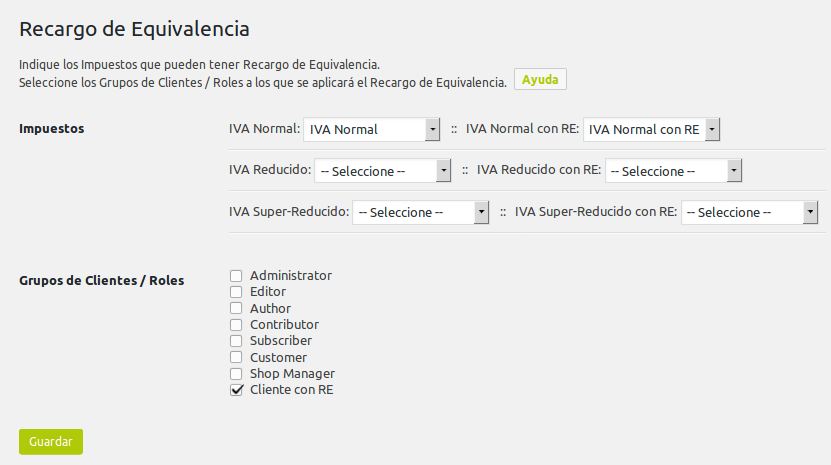 Recargo de Equivalencia
Indique los Impuestos que pueden tener Recargo de Equivalencia.
Seleccione los Grupos de Clientes / Roles a los que se aplicará el Recargo de Equivalencia. Ayuda
Impuestos IVA Normal: IVA Normal :: IVA Normal con RE: IVA Normal con RE
IVA Reducido: -- Seleccione -- :: IVA Reducido con RE: -- Seleccione --
IVA Super-Reducido: -- Seleccione -- :: IVA Super-Reducido con RE: -- Seleccione --
Grupos de Clientes / Roles Administrator
Editor
Author
Contributor
Subscriber
Customer
Shop Manager
Cliente con RE
Guardar